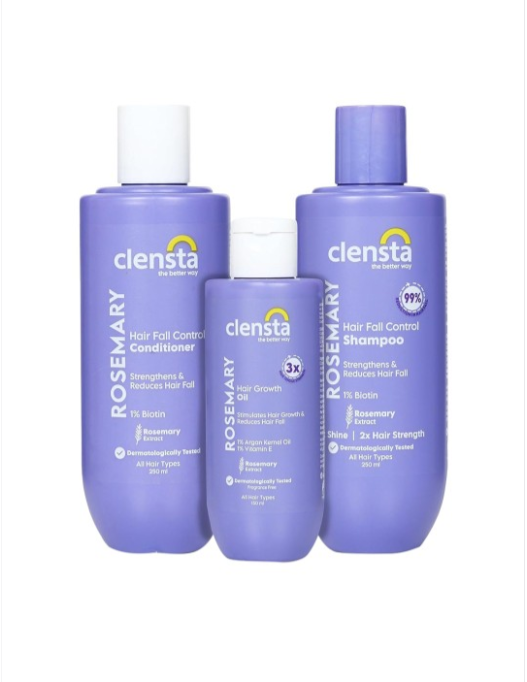 clensta
the better way
ROSEMARY
Hair Fall Control
Conditioner
Strengthens &
Reduces Hair Fall
1% Biotin
Rosemary
Extract
Dermatologically Tested
All Hair Types
250 ml
clensta
the better way
3x
ROSEMARY
Hair Growth
Oil
Stimulates Hair Growth &
Reduces Hair Fall
1% Argan Kernal Oil
1% Vitamin E
Rosemary
Extract
Dermatologically Tested
Fragrance Free
All Hair Types
clensta
the better way
99%
ROSEMARY
Hair Fall Control
Shampoo
Strengthens &
Reduces Hair Fall
1% Biotin
Rosemary
Extract
Shine | 2x Hair Strength
Dermatologically Tested
All Hair Types
250 ml